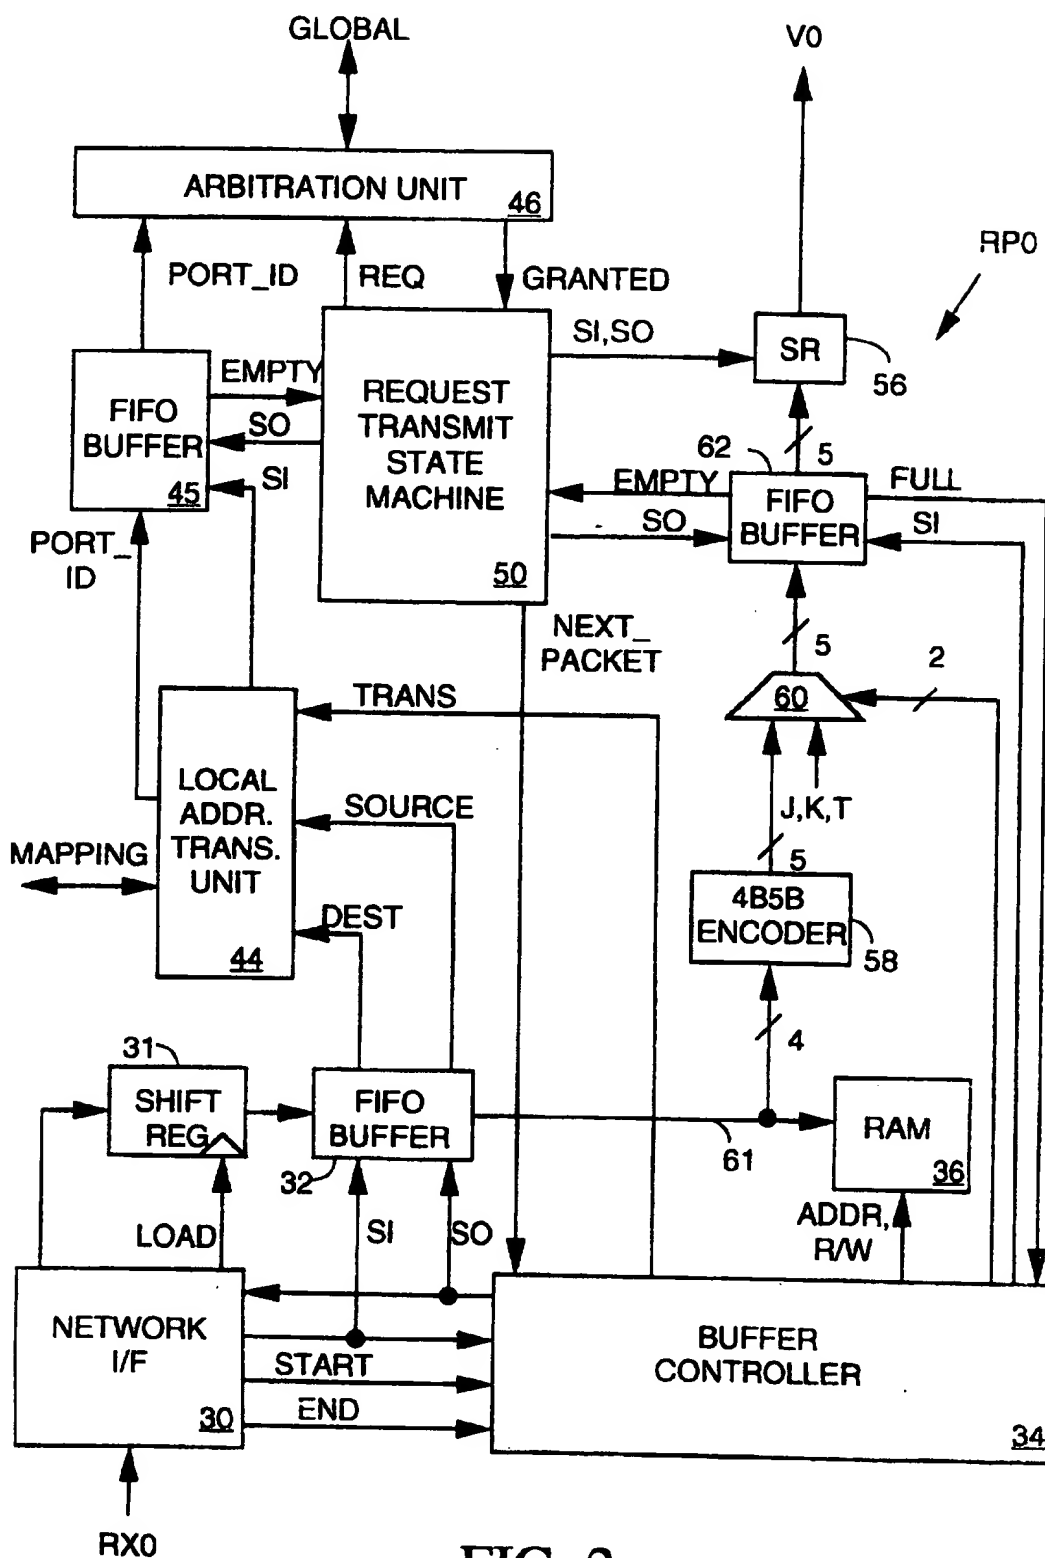 GLOBAL
V0
ARBITRATION UNIT
46
RP0
PORT_ID
REQ
GRANTED
SI,SO
SR
56
FIFO
BUFFER
45
EMPTY
SO
SI
REQUEST
TRANSMIT
STATE
MACHINE
50
5
62
EMPTY
SO
FIFO
BUFFER
FULL
SI
PORT_
ID
NEXT_
PACKET
5
2
60
TRANS
J,K,T
LOCAL
ADDR.
TRANS.
UNIT
44
SOURCE
MAPPING
DEST
5
4B5B
ENCODER
58
4
31
SHIFT
REG
FIFO
BUFFER
32
61
RAM
36
LOAD
SI
SO
ADDR,
R/W
NETWORK
I/F
30
START
END
BUFFER
CONTROLLER
34
RX0